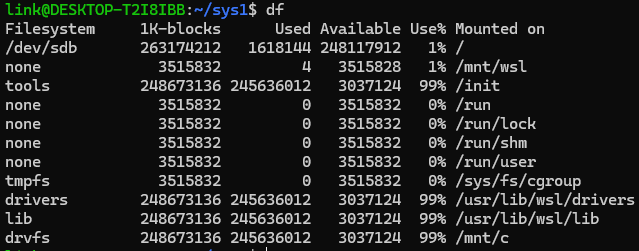 link@DESKTOP-T2I8IBB:~/sys1$ df
Filesystem     1K-blocks      Used Available Use% Mounted on
/dev/sdb       263174212   1618144 248117912   1% /
none             3515832         4   3515828   1% /mnt/wsl
tools          248673136 245636012   3037124  99% /init
none             3515832         0   3515832   0% /run
none             3515832         0   3515832   0% /run/lock
none             3515832         0   3515832   0% /run/shm
none             3515832         0   3515832   0% /run/user
tmpfs            3515832         0   3515832   0% /sys/fs/cgroup
drivers        248673136 245636012   3037124  99% /usr/lib/wsl/drivers
lib            248673136 245636012   3037124  99% /usr/lib/wsl/lib
drvfs          248673136 245636012   3037124  99% /mnt/c